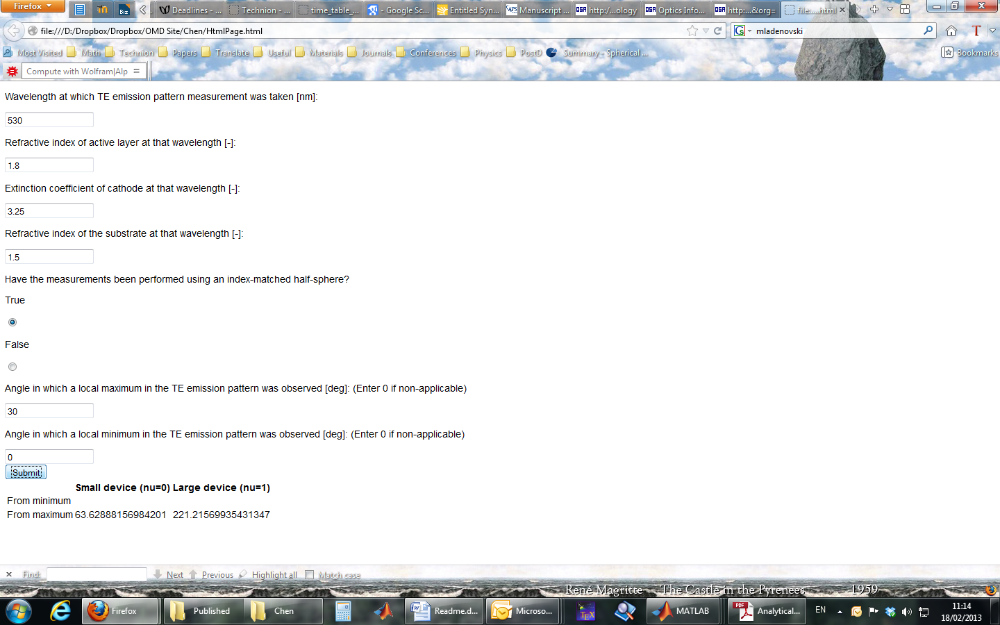 Firefox
Biz
Deadlines - ...
Technion - ...
time_table_...
- Google Sc...
Entitled Syn...
Manuscript ...
http:/...ology
Optics Info...
http:...&org=
file:...html
file:///D:/Dropbox/Dropbox/OMD Site/Chen/HtmlPage.html
mladenovski
Most Visited
Math
Technion
Papers
Translate
Useful
Materials
Journals
Conferences
Physics
PostD
Summary - Spherical ...
Bookmarks
Compute with Wolfram|Alp
Wavelength at which TE emission pattern measurement was taken [nm]:
530
Refractive index of active layer at that wavelength [-]:
1.8
Extinction coefficient of cathode at that wavelength [-]:
3.25
Refractive index of the substrate at that wavelength [-]:
1.5
Have the measurements been performed using an index-matched half-sphere?
True
False
Angle in which a local maximum in the TE emission pattern was observed [deg]: (Enter 0 if non-applicable)
30
Angle in which a local minimum in the TE emission pattern was observed [deg]: (Enter 0 if non-applicable)
0
Submit
Small device (nu=0) Large device (nu=1)
From minimum
From maximum 63.62888156984201 221.21569935431347
Find:
Next
Previous
Highlight all
Match case
René Magritte The Castle in the Pyrenees 1959
Firefox
Published
Chen
Readme.d...
Microso...
MATLAB
PDF
Analytical...
EN
11:14
18/02/2013